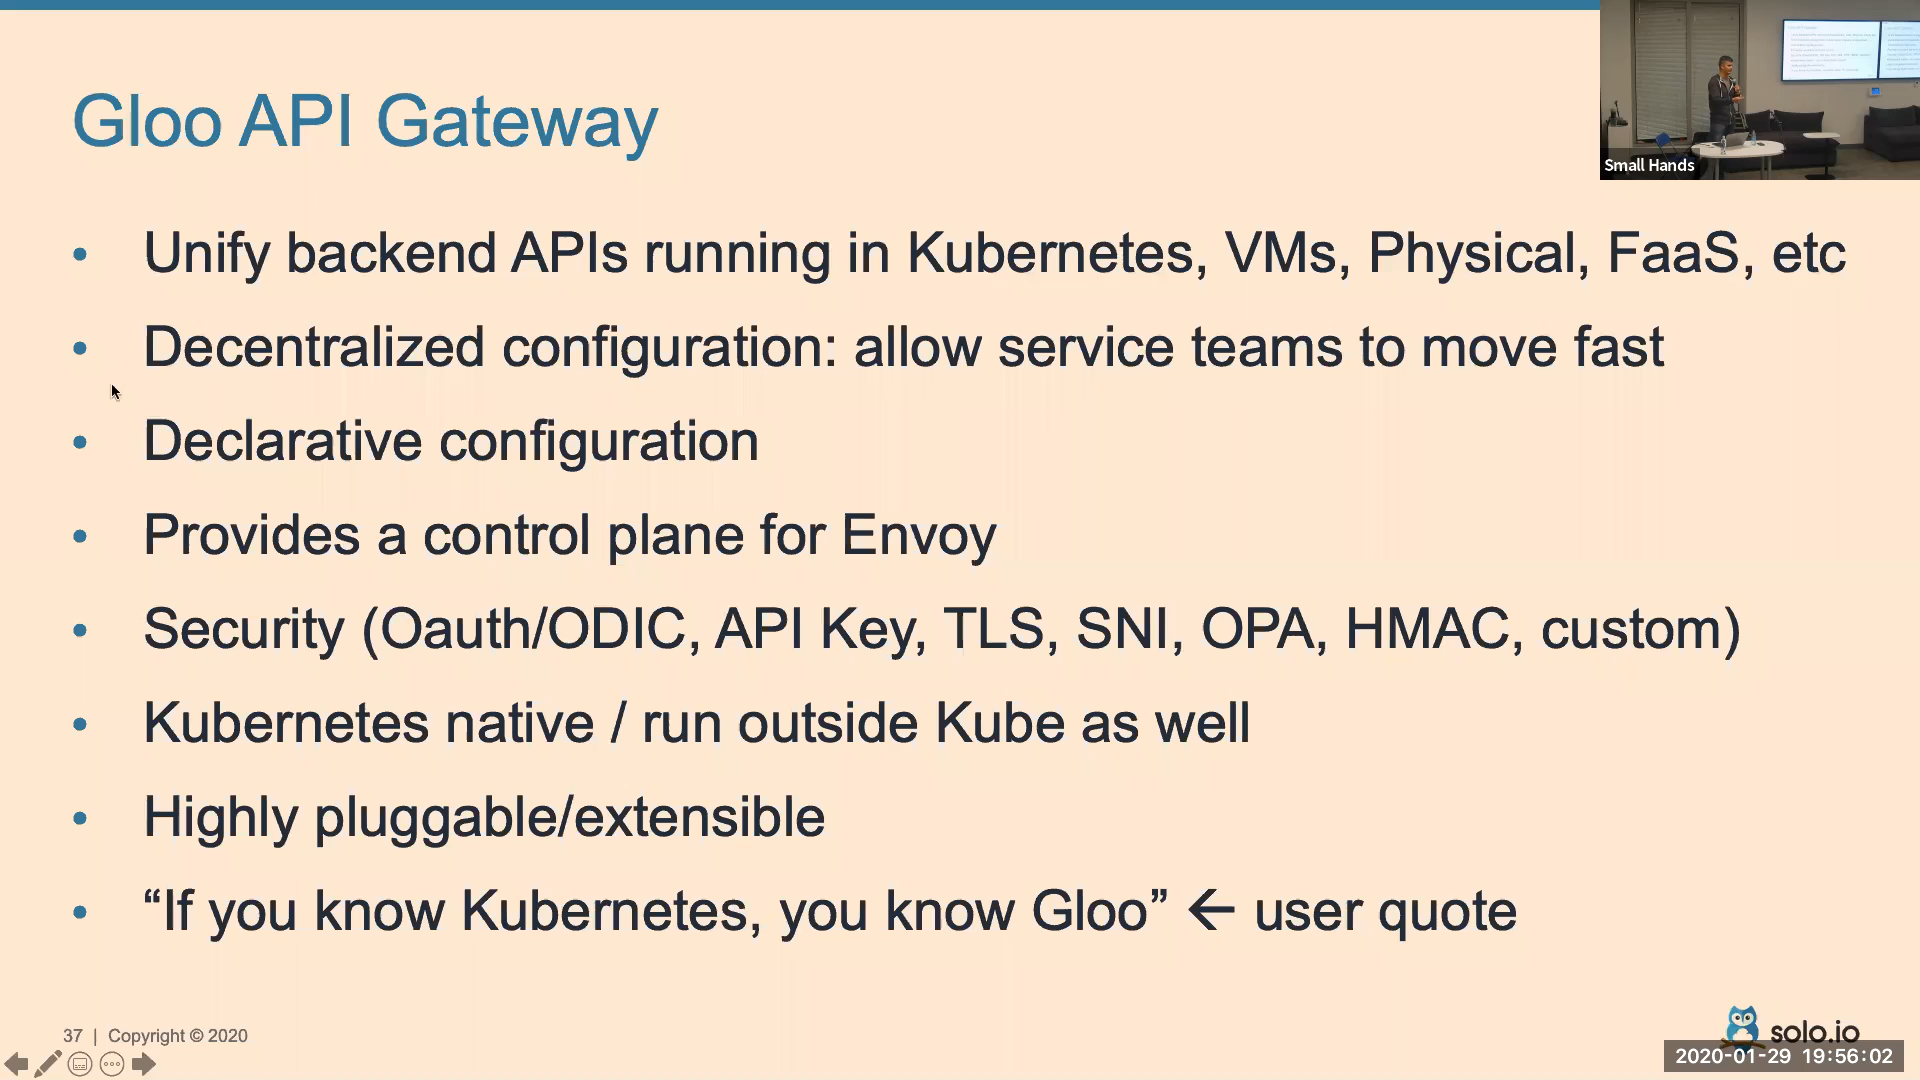 Gloo API Gateway
Small Hands
• Unify backend APIs running in Kubernetes, VMs, Physical, FaaS, etc
• Decentralized configuration: allow service teams to move fast
• Declarative configuration
• Provides a control plane for Envoy
• Security (Oauth/ODIC, API Key, TLS, SNI, OPA, HMAC, custom)
• Kubernetes native / run outside Kube as well
• Highly pluggable/extensible
• “If you know Kubernetes, you know Gloo” ← user quote
37 | Copyright © 2020
solo.io
2020-01-29 19:56:02